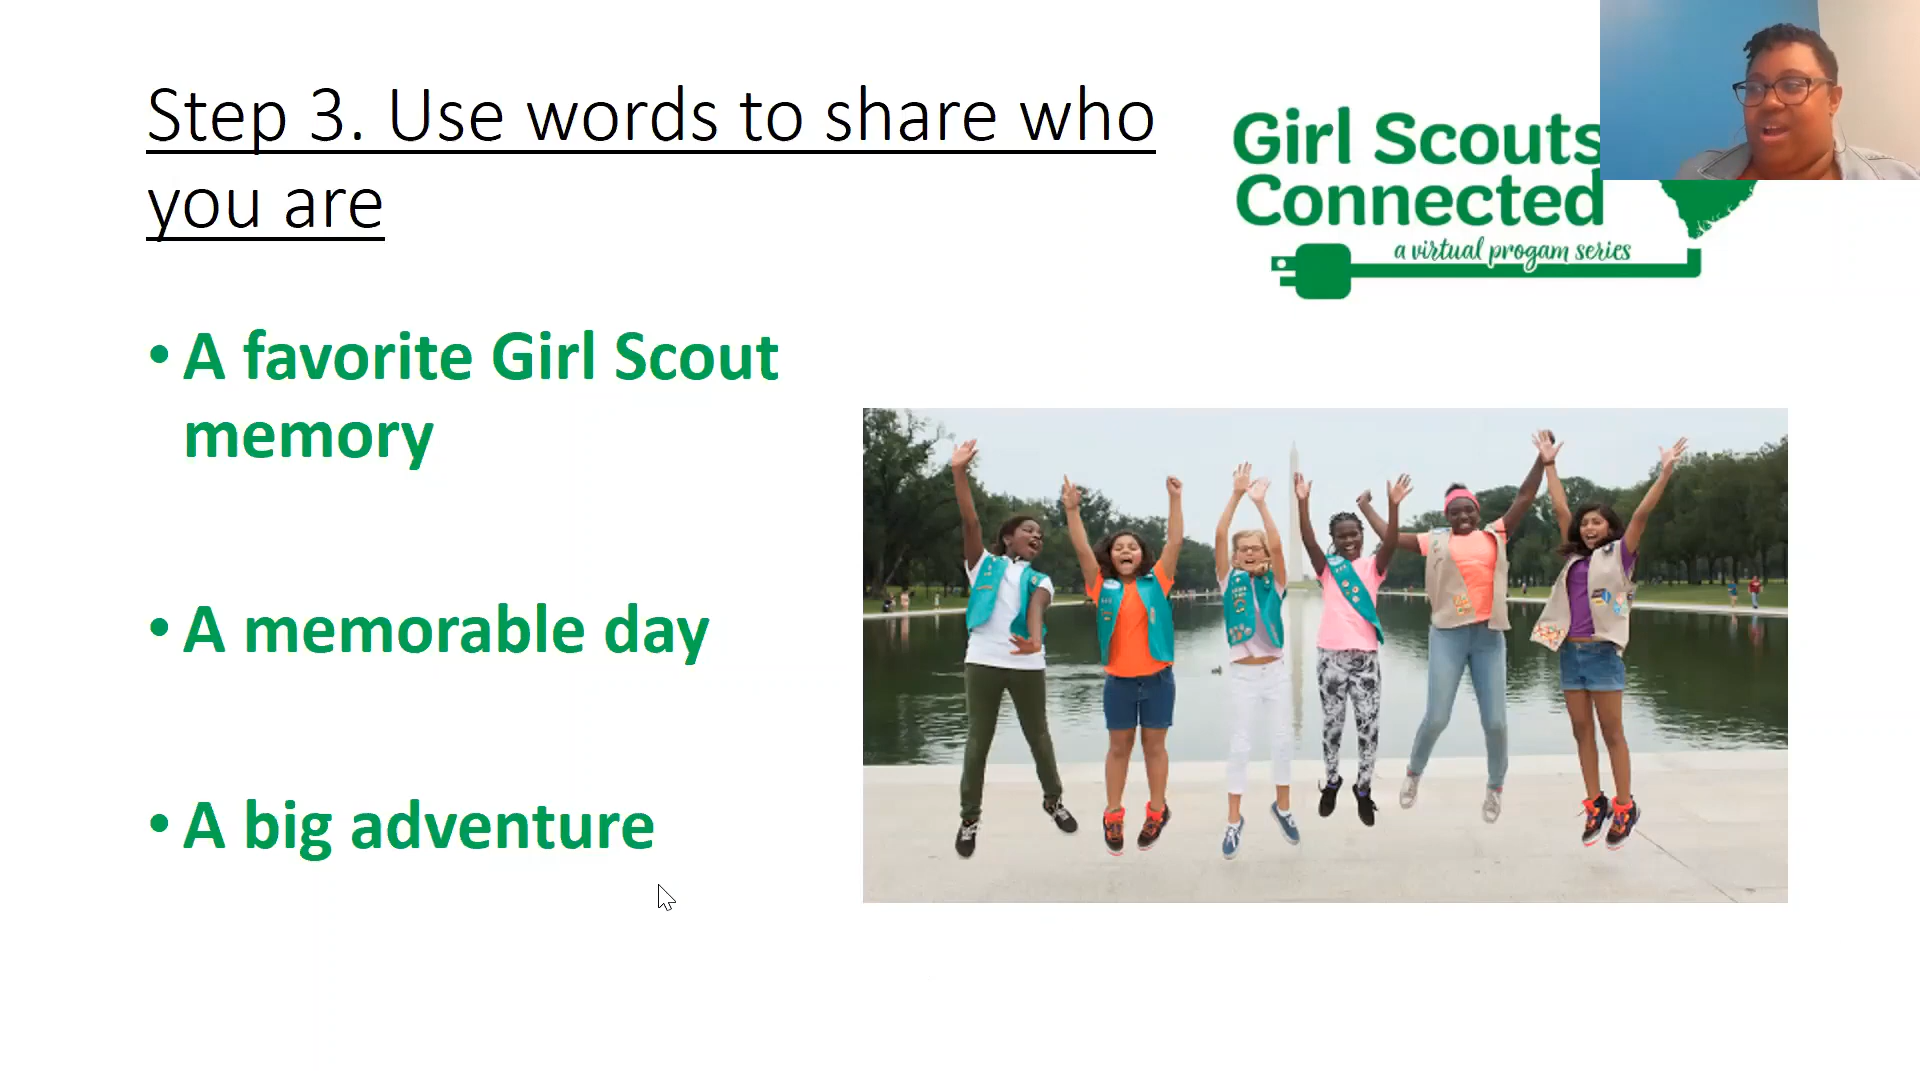 Step 3. Use words to share who
you are
Girl Scouts
Connected
a virtual progam series
• A favorite Girl Scout
memory
• A memorable day
• A big adventure